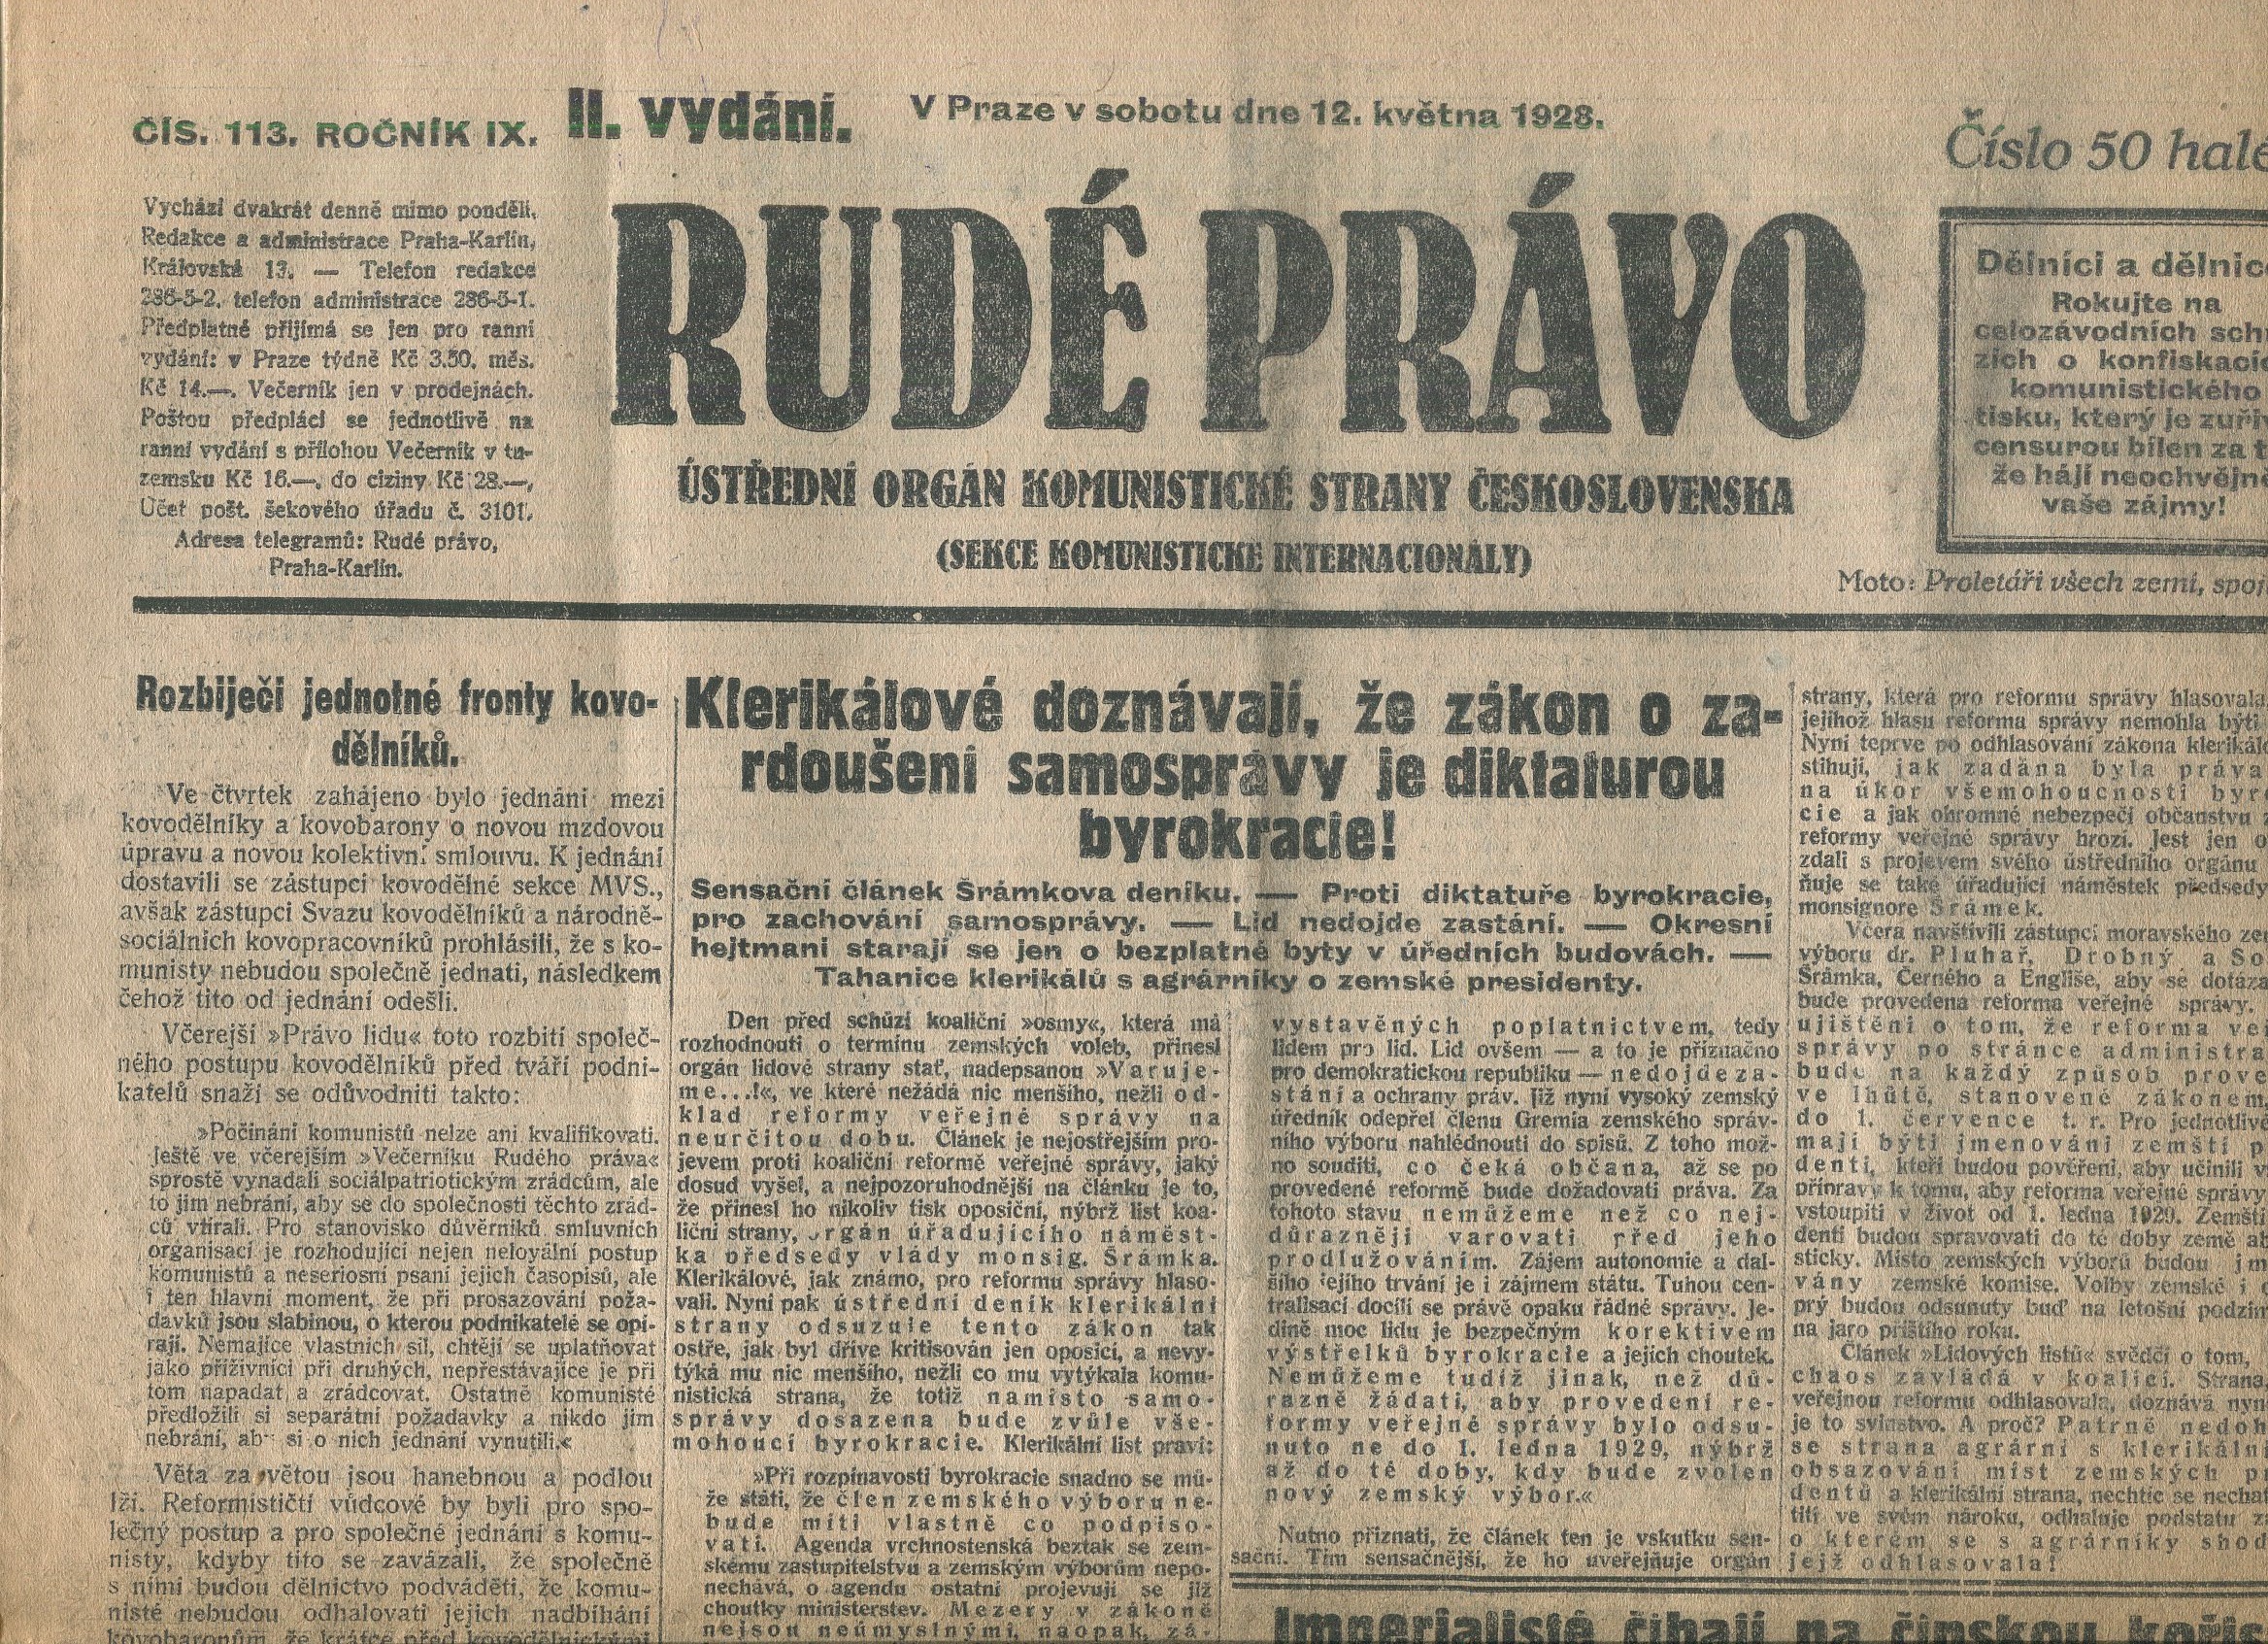 ČÍS. 113. ROČNÍK IX.
II. vydání.
V Praze v sobotu dne 12. května 1928.
Číslo 50 hale
Vychází dvakrát denně mimo pondělí.
Redakce a administrace Praha-Karlín,
Královská 13. — Telefon redakce
286-5-2, telefon administrace 286-5-1.
Předplatné přijímá se jen pro ranní
vydání: v Praze týdně Kč 3.50, měs.
Kč 14.—. Večerník jen v prodejnách.
Poštou předplácí se jednotlivě na
ranní vydání s přílohou Večerník v tu-
zemsku Kč 16.—, do ciziny Kč 28.—,
Účet pošt. šekového úřadu č. 3101.
Adresa telegramů: Rudé právo,
Praha-Karlín.
RUDÉ PRÁVO
ÚSTŘEDNÍ ORGÁN KOMUNISTICKÉ STRANY ČESKOSLOVENSKA
(SEKCE KOMUNISTICKÉ INTERNACIONÁLY)
Dělníci a dělnic
Rokujte na
celozávodních sch
zích o konfiskaci
komunistického
tisku, který je zuři
censurou bílen za t
že hájí neochvějně
vaše zájmy!
Moto: Proletáři všech zemí, spoj
Rozbiječi jednotné fronty kovo-
dělníků.
Ve čtvrtek zahájeno bylo jednání mezi
kovodělníky a kovobarony o novou mzdovou
úpravu a novou kolektivní smlouvu. K jednání
dostavili se zástupci kovodělné sekce MVS.,
avšak zástupci Svazu kovodělníků a národně-
sociálních kovopracovníků prohlásili, že s ko-
munisty nebudou společně jednati, následkem
čehož tito od jednání odešli.
Včerejší »Právo lidu« toto rozbití společ-
ného postupu kovodělníků před tváří podni-
katelů snaží se odůvodniti takto:
»Počínání komunistů nelze ani kvalifikovati.
Ještě ve včerejším »Večerníku Rudého práva«
sprostě vynadali sociálpatriotickým zrádcům, ale
to jim nebrání, aby se do společnosti těchto zrád-
ců vtírali. Pro stanovisko důvěrníků smluvních
organisací je rozhodující nejen neloyální postup
komunistů a neseriosní psaní jejich časopisů, ale
i ten hlavní moment, že při prosazování poža-
davků jsou slabinou, o kterou podnikatelé se opí-
rají. Nemajíce vlastních sil, chtějí se uplatňovat
jako příživníci při druhých, nepřestávajíce je při
tom napadat a zrádcovat. Ostatně komunisté
předložili si separátní požadavky a nikdo jim
nebrání, aby si o nich jednání vynutili.«
Věta za větou jsou hanebnou a podlou
lží. Reformističtí vůdcové by byli pro spo-
lečný postup a pro společné jednání s komu-
nisty, kdyby tito se zavázali, že společně
s nimi budou dělnictvo podváděti, že komu-
nisté nebudou odhalovati jejich nadbíhání
kovobaronům, že krátce před kovodělnickými
Klerikálové doznávají, že zákon o za-
rdoušení samosprávy je diktaturou
byrokracie!
Sensační článek Šrámkova deníku. — Proti diktatuře byrokracie,
pro zachování samosprávy. — Lid nedojde zastání. — Okresní
hejtmani starají se jen o bezplatné byty v úředních budovách. —
Tahanice klerikálů s agrárníky o zemské presidenty.
Den před schůzí koaliční »osmy«, která má
rozhodnouti o termínu zemských voleb, přinesl
orgán lidové strany stať, nadepsanou »Varuje-
me...!«, ve které nežádá nic menšího, nežli od-
klad reformy veřejné správy na
neurčitou dobu. Článek je nejostřejším pro-
jevem proti koaliční reformě veřejné správy, jaký
dosud vyšel, a nejpozoruhodnější na článku je to,
že přinesl ho nikoliv tisk oposiční, nýbrž list koa-
liční strany, orgán úřadujícího náměst-
ka předsedy vlády monsig. Šrámka.
Klerikálové, jak známo, pro reformu správy hlaso-
vali. Nyní pak ústřední deník klerikální
strany odsuzuje tento zákon tak
ostře, jak byl dříve kritisován jen oposicí, a nevy-
týká mu nic menšího, nežli co mu vytýkala komu-
nistická strana, že totiž namísto samo-
správy dosazena bude zvůle vše-
mohoucí byrokracie. Klerikální list praví:
»Při rozpínavosti byrokracie snadno se mů-
že státi, že člen zemského výboru ne-
bude míti vlastně co podpiso-
vati. Agenda vrchnostenská beztak se zem-
skému zastupitelstvu a zemským výborům nepo-
nechává, o agendu ostatní projevují se již
choutky ministerstev. Mezery v zákoně
nejsou neúmyslnými, naopak, zá-
vystavěných poplatnictvem, tedy
lidem pro lid. Lid ovšem — a to je příznačno
pro demokratickou republiku — nedojde za-
stání a ochrany práv. Již nyní vysoký zemský
úředník odepřel členu Gremia zemského správ-
ního výboru nahlédnouti do spisů. Z toho mož-
no souditi, co čeká občana, až se po
provedené reformě bude dožadovati práva. Za
tohoto stavu nemůžeme než co nej-
důrazněji varovati před jeho
prodlužováním. Zájem autonomie a dal-
šího jejího trvání je i zájmem státu. Tuhou cen-
tralisací docílí se právě opaku řádné správy. Je-
dině moc lidu je bezpečným korektivem
výstřelků byrokracie a jejích choutek.
Nemůžeme tudíž jinak, než dů-
razně žádati, aby provedení re-
formy veřejné správy bylo odsu-
nuto ne do 1. ledna 1929, nýbrž
až do té doby, kdy bude zvolen
nový zemský výbor.«
Nutno přiznati, že článek ten je vskutku sen-
sační. Tím sensačnější, že ho uveřejňuje orgán
strany, která pro reformu správy hlasovala
jejíhož hlasu reforma správy nemohla býti
Nyní teprve po odhlasování zákona klerikál
stihují, jak zadána byla práva
na úkor všemohoucnosti byro
cie a jak ohromné nebezpečí občanstvu z
reformy veřejné správy hrozí. Jest jen o
zdali s projevem svého ústředního orgánu
ňuje se také úřadující náměstek předsedy
monsignore Šrámek.
Včera navštívili zástupci moravského zem
výboru dr. Pluhař, Drobný a So
Šrámka, Černého a Engliše, aby se dotáza
bude provedena reforma veřejné správy.
ujištěni o tom, že reforma ve
správy po stránce administra
bude na každý způsob prove
ve lhůtě, stanovené zákonem,
do 1. července t. r. Pro jednotlivé
mají býti jmenováni zemští p
denti, kteří budou pověřeni, aby učinili v
přípravy k tomu, aby reforma veřejné správy
vstoupiti v život od 1. ledna 1929. Zemští
denti budou spravovati do té doby země ab
sticky. Místo zemských výborů budou jm
vány zemské komise. Volby zemské i
prý budou odsunuty buď na letošní podzim
na jaro příštího roku.
Článek »Lidových listů« svědčí o tom,
chaos závládá v koalici. Strana,
veřejnou reformu odhlasovala, doznává nyní
je to svinstvo. A proč? Patrně nedoh
se strana agrární s klerikální
obsazování míst zemských p
dentů a klerikální strana, nechtíc se nechat
titi ve svém nároku, odhaluje podstatu z
o kterém se s agrárníky shod
jejž odhlasovala!
Imperialisté číhají na čínskou kořis